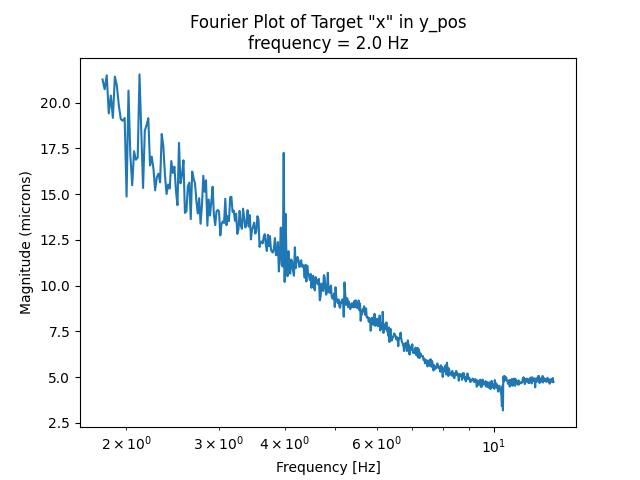 Fourier Plot of Target "x" in y_pos
frequency = 2.0 Hz
Magnitude (microns)
20.0
17.5
15.0
12.5
10.0
7.5
5.0
2.5
2 × 10⁰ 3 × 10⁰ 4 × 10⁰ 6 × 10⁰ 10¹
Frequency [Hz]